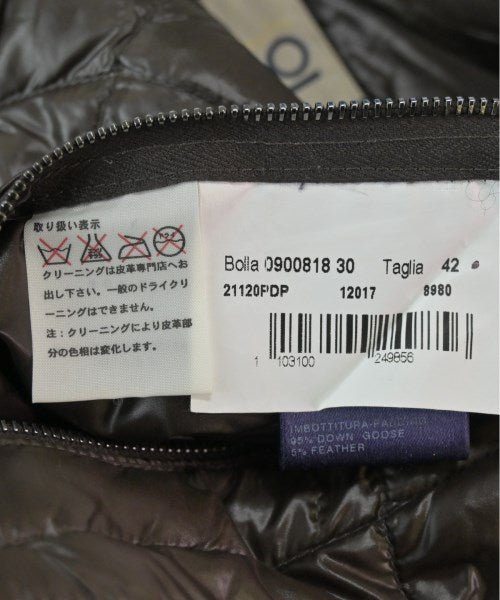 取り扱い表示
クリーニングは皮革専門店へお
出し下さい。一般のドライクリ
ーニングはできません。
注：クリーニングにより皮革部
分の色相は変化します。
Bolla 0900818 30 Taglia 42
21120PDP 12017 8980
1 103100 249856
IMBOTTITURA-PADDING
95% DOWN GOOSE
5% FEATHER